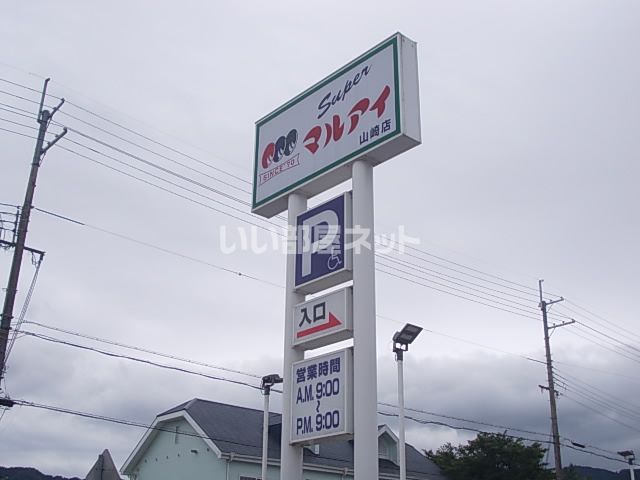 Super
マルアイ
SINCE '70
山崎店
P
入口
営業時間
A.M. 9:00
~
P.M. 9:00
いい部屋ネット